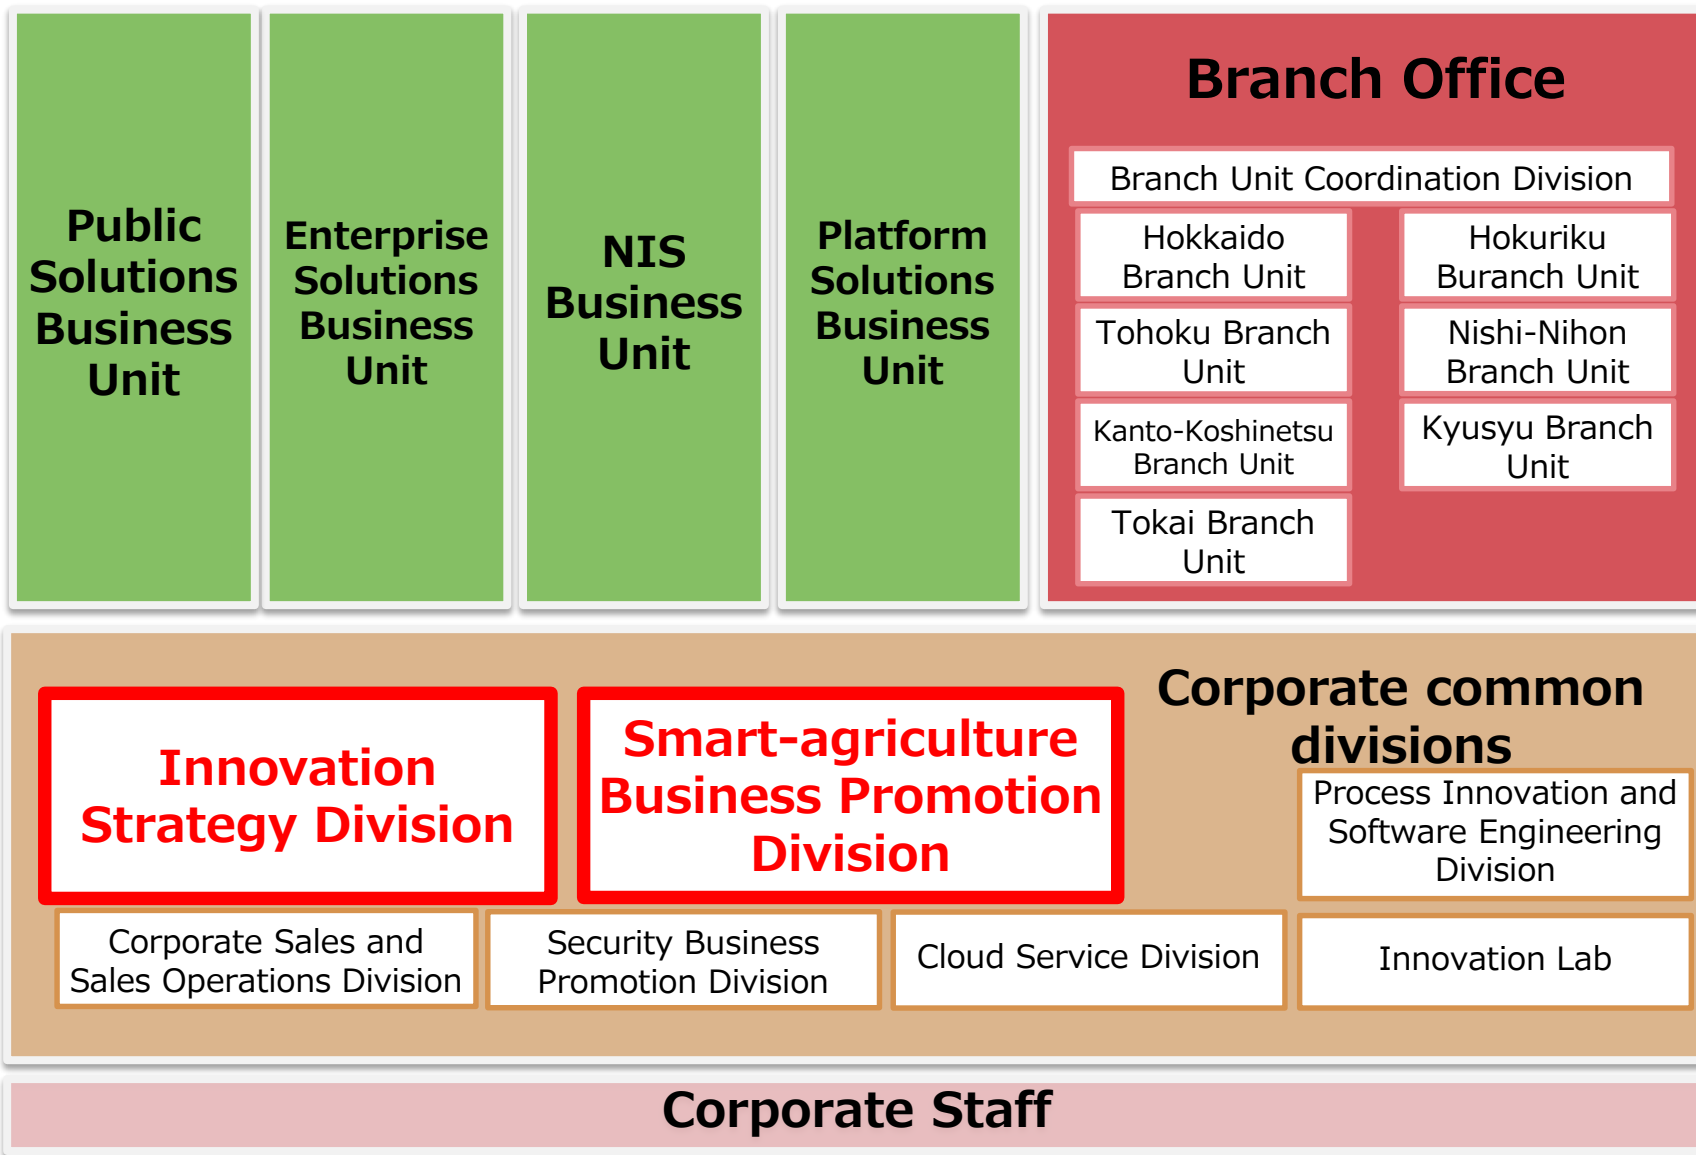 Public
Solutions
Business
Unit
Enterprise
Solutions
Business
Unit
NIS
Business
Unit
Platform
Solutions
Business
Unit
Branch Office
Branch Unit Coordination Division
Hokkaido
Branch Unit
Hokuriku
Buranch Unit
Tohoku Branch
Unit
Nishi-Nihon
Branch Unit
Kanto-Koshinetsu
Branch Unit
Kyusyu Branch
Unit
Tokai Branch
Unit
Corporate common
divisions
Innovation
Strategy Division
Smart-agriculture
Business Promotion
Division
Process Innovation and
Software Engineering
Division
Corporate Sales and
Sales Operations Division
Security Business
Promotion Division
Cloud Service Division
Innovation Lab
Corporate Staff